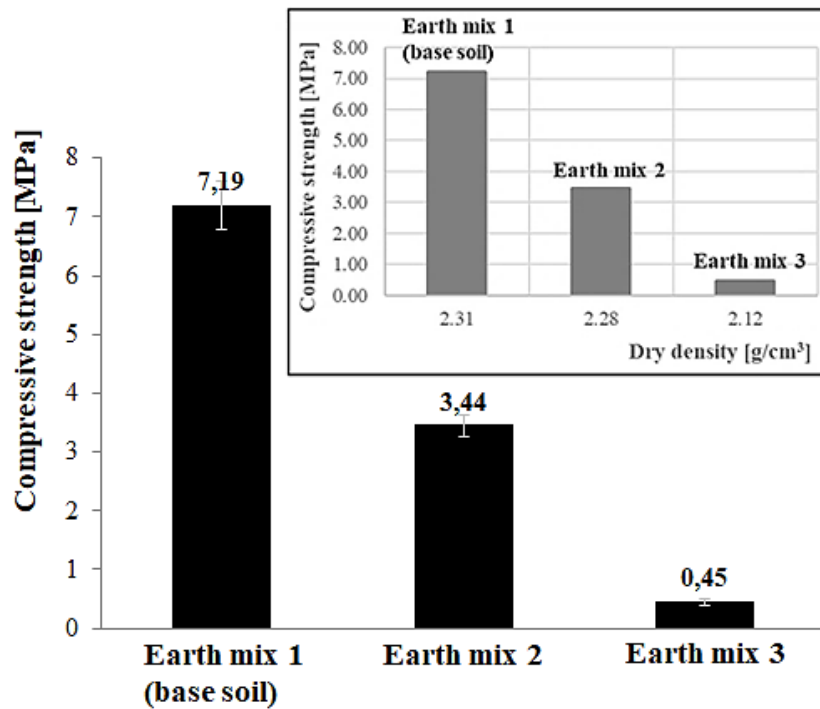 Compressive strength [MPa]
8
7
6
5
4
3
2
1
0
7,19
3,44
0,45
Earth mix 1
(base soil)
Earth mix 2
Earth mix 3
Compressive strength [MPa]
8.00
7.00
6.00
5.00
4.00
3.00
2.00
1.00
0.00
Earth mix 1
(base soil)
Earth mix 2
Earth mix 3
2.31
2.28
2.12
Dry density [g/cm³]